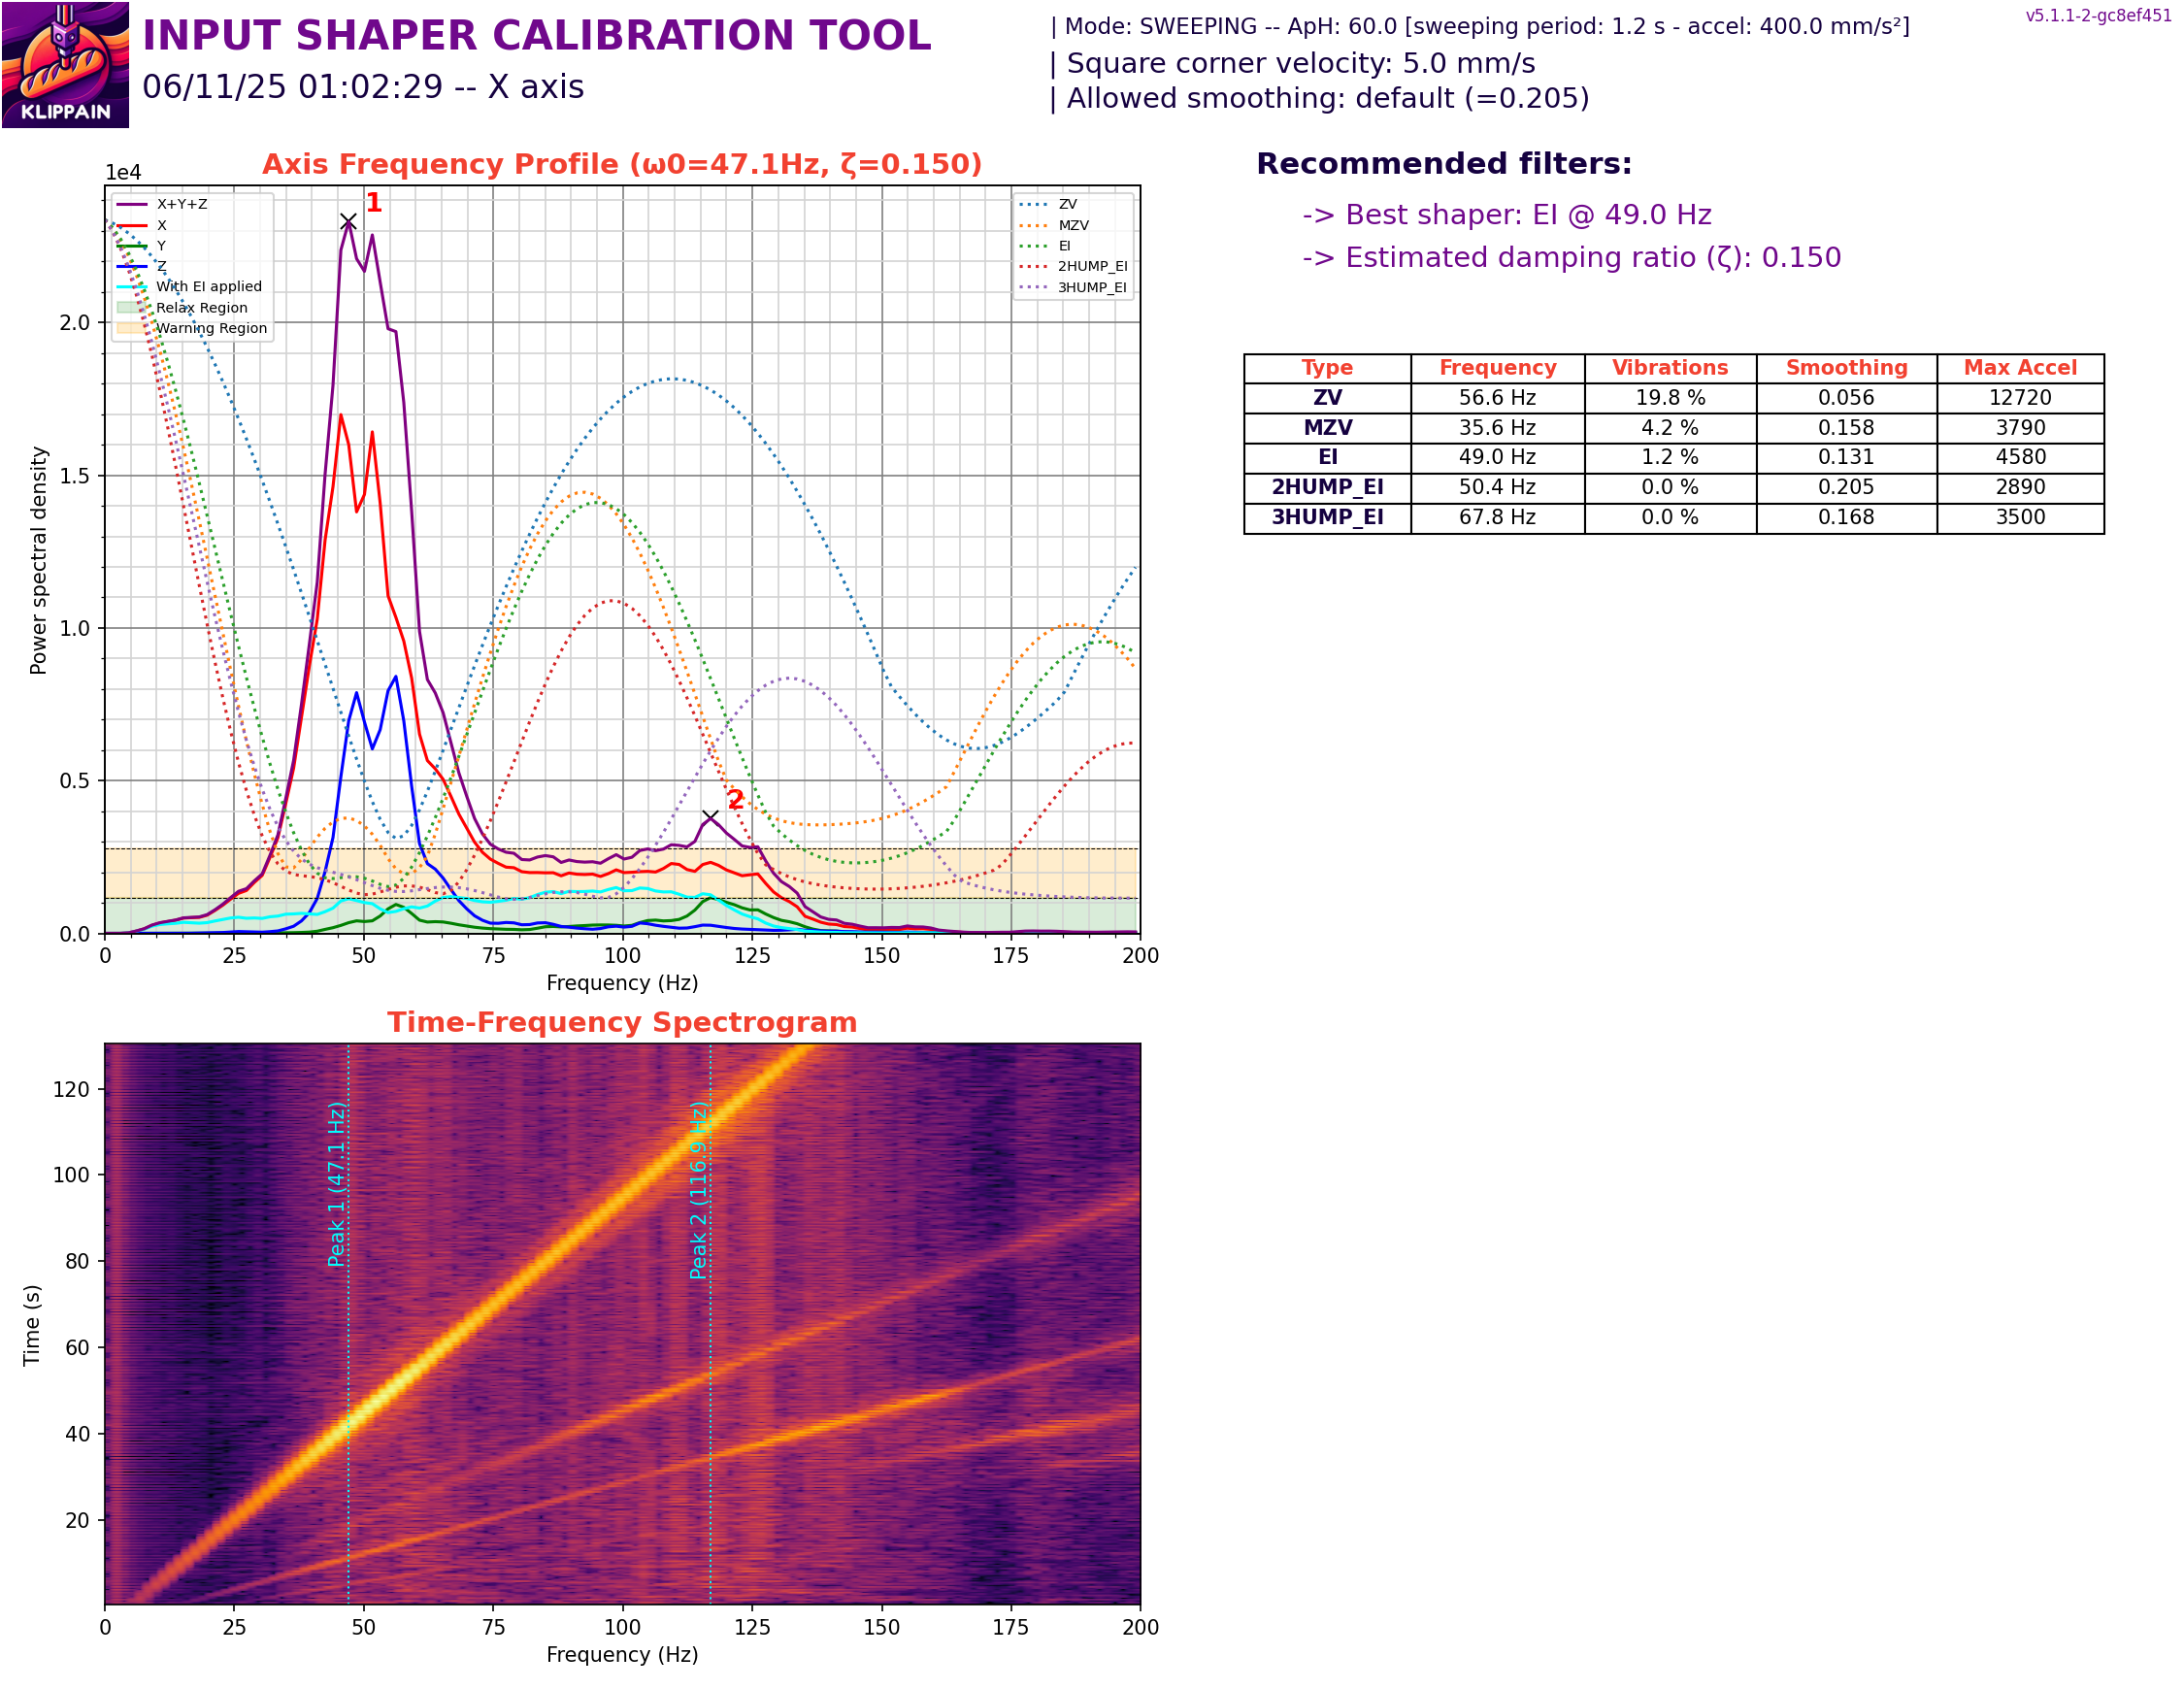 KLIPPAIN
INPUT SHAPER CALIBRATION TOOL
06/11/25 01:02:29 -- X axis
| Mode: SWEEPING -- ApH: 60.0 [sweeping period: 1.2 s - accel: 400.0 mm/s²]
| Square corner velocity: 5.0 mm/s
| Allowed smoothing: default (=0.205)
v5.1.1-2-gc8ef451
Axis Frequency Profile (ω0=47.1Hz, ζ=0.150)
1e4
X+Y+Z
X
Y
Z
With EI applied
Relax Region
Warning Region
ZV
MZV
EI
2HUMP_EI
3HUMP_EI
1
2
Power spectral density
2.0
1.5
1.0
0.5
0.0
0 25 50 75 100 125 150 175 200
Frequency (Hz)
Recommended filters:
-> Best shaper: EI @ 49.0 Hz
-> Estimated damping ratio (ζ): 0.150
Type Frequency Vibrations Smoothing Max Accel
ZV 56.6 Hz 19.8 % 0.056 12720
MZV 35.6 Hz 4.2 % 0.158 3790
EI 49.0 Hz 1.2 % 0.131 4580
2HUMP_EI 50.4 Hz 0.0 % 0.205 2890
3HUMP_EI 67.8 Hz 0.0 % 0.168 3500
Time-Frequency Spectrogram
Time (s)
120
100
80
60
40
20
Peak 1 (47.1 Hz)
Peak 2 (116.9 Hz)
0 25 50 75 100 125 150 175 200
Frequency (Hz)